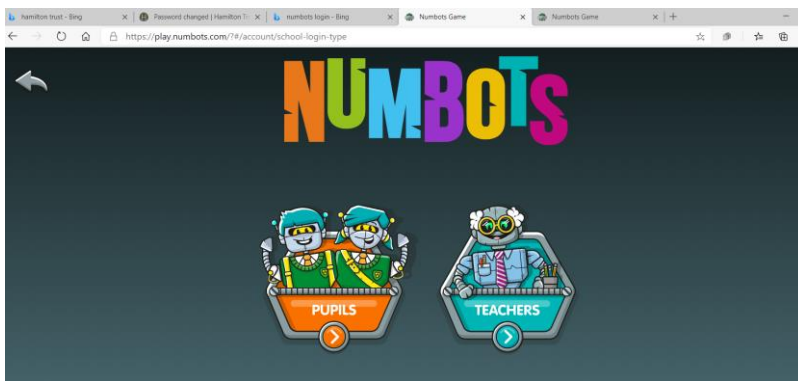 hamilton trust - Bing
Password changed | Hamilton Tr
numbots login - Bing
Numbots Game
Numbots Game
https://play.numbots.com/?#/account/school-login-type
NUMBOTS
PUPILS
TEACHERS